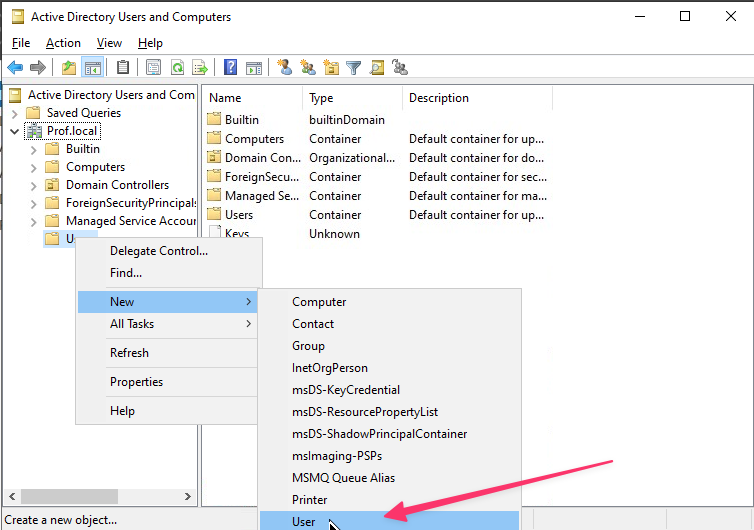 Active Directory Users and Computers
File Action View Help
Active Directory Users and Com
Saved Queries
Prof.local
Builtin
Computers
Domain Controllers
ForeignSecurityPrincipals
Managed Service Accour
U
Name Type Description
Builtin builtinDomain
Computers Container Default container for up...
Domain Con... Organizational... Default container for do...
ForeignSecu... Container Default container for sec...
Managed Se... Container Default container for ma...
Users Container Default container for up...
Keys Unknown
Delegate Control...
Find...
New
All Tasks
Refresh
Properties
Help
Computer
Contact
Group
InetOrgPerson
msDS-KeyCredential
msDS-ResourcePropertyList
msDS-ShadowPrincipalContainer
msImaging-PSPs
MSMQ Queue Alias
Printer
User
Create a new object...